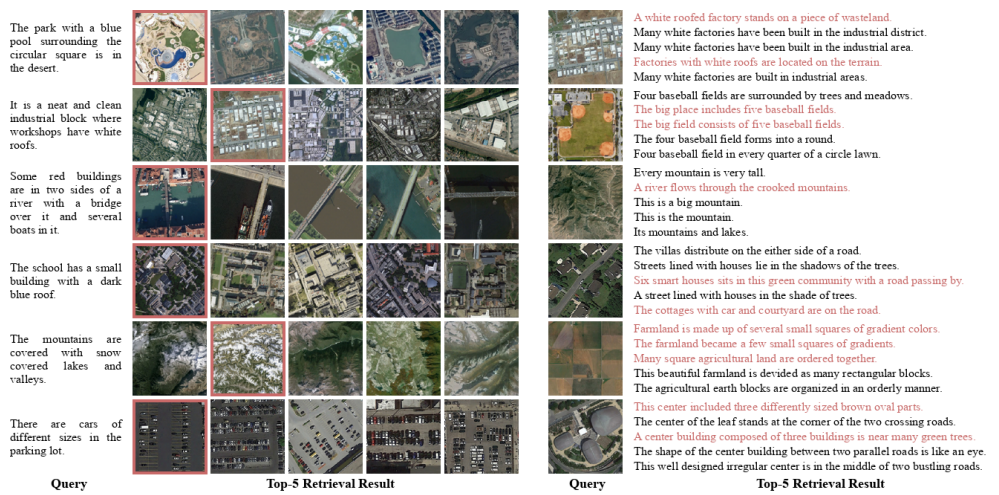 The park with a blue
pool surrounding the
circular square is in
the desert.
It is a neat and clean
industrial block where
workshops have white
roofs.
Some red buildings
are in two sides of a
river with a bridge
over it and several
boats in it.
The school has a small
building with a dark
blue roof.
The mountains are
covered with snow
covered lakes and
valleys.
There are cars of
different sizes in the
parking lot.
Query
Top-5 Retrieval Result
A white roofed factory stands on a piece of wasteland.
Many white factories have been built in the industrial district.
Many white factories have been built in the industrial area.
Factories with white roofs are located on the terrain.
Many white factories are built in industrial areas.
Four baseball fields are surrounded by trees and meadows.
The big place includes five baseball fields.
The big field consists of five baseball fields.
The four baseball field forms into a round.
Four baseball field in every quarter of a circle lawn.
Every mountain is very tall.
A river flows through the crooked mountains.
This is a big mountain.
This is the mountain.
Its mountains and lakes.
The villas distribute on the either side of a road.
Streets lined with houses lie in the shadows of the trees.
Six smart houses sits in this green community with a road passing by.
A street lined with houses in the shade of trees.
The cottages with car and courtyard are on the road.
Farmland is made up of several small squares of gradient colors.
The farmland became a few small squares of gradients.
Many square agricultural land are ordered together.
This beautiful farmland is devided as many rectangular blocks.
The agricultural earth blocks are organized in an orderly manner.
This center included three differently sized brown oval parts.
The center of the leaf stands at the corner of the two crossing roads.
A center building composed of three buildings is near many green trees.
The shape of the center building between two parallel roads is like an eye.
This well designed irregular center is in the middle of two bustling roads.
Query
Top-5 Retrieval Result